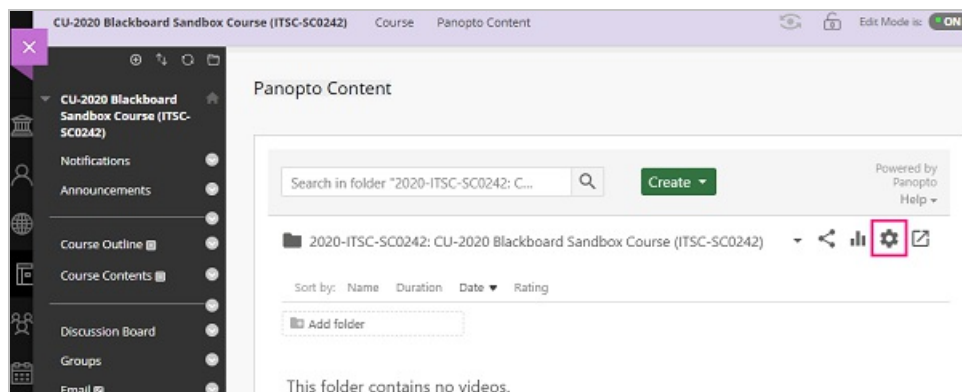 CU-2020 Blackboard Sandbox Course (ITSC-SC0242) Course Panopto Content Edit Mode is: ON
CU-2020 Blackboard
Sandbox Course (ITSC-
SC0242)
Notifications
Announcements
Course Outline
Course Contents
Discussion Board
Groups
Email
Panopto Content
Search in folder "2020-ITSC-SC0242: C...
Create
Powered by
Panopto
Help
2020-ITSC-SC0242: CU-2020 Blackboard Sandbox Course (ITSC-SC0242)
Sort by: Name Duration Date Rating
Add folder
This folder contains no videos.